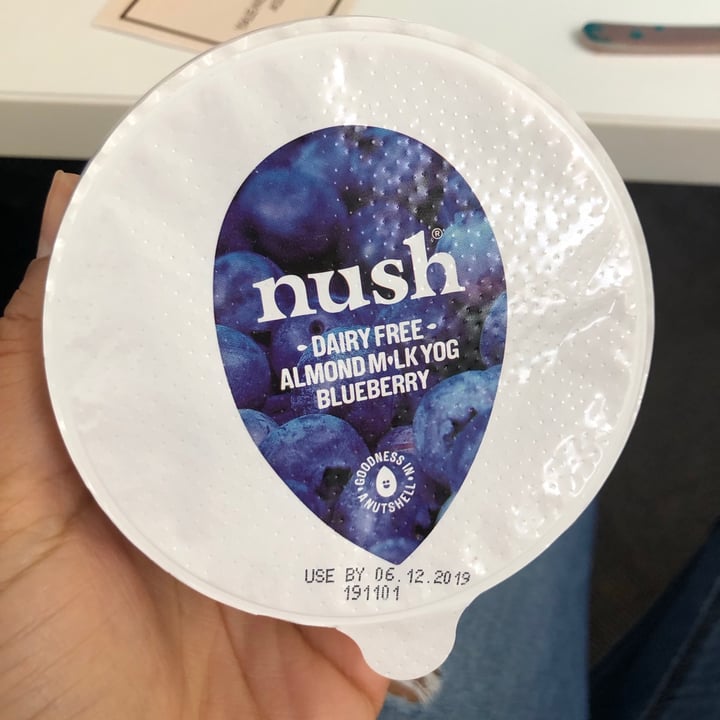 nush®
- DAIRY FREE -
ALMOND M•LK YOG
BLUEBERRY
GOODNESS IN
• A NUTSHELL •
USE BY 06.12.2019
191101